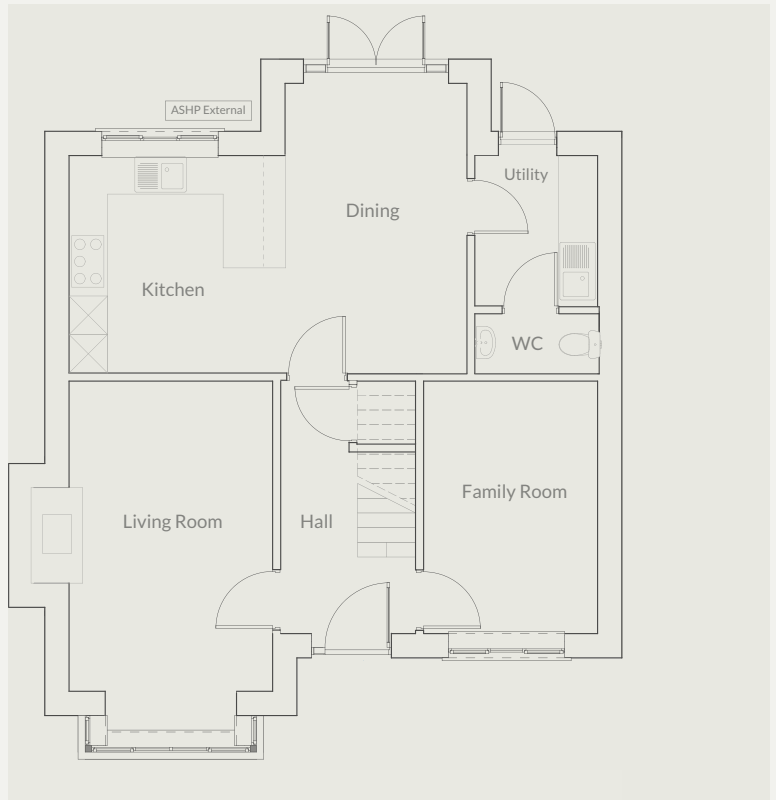 ASHP External
Utility
Dining
Kitchen
WC
Family Room
Living Room
Hall